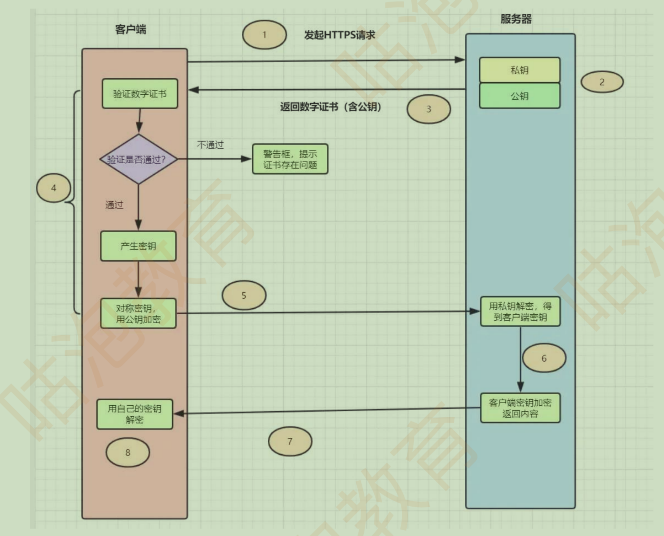 客户端
服务器
1
发起HTTPS请求
私钥
2
公钥
验证数字证书
返回数字证书（含公钥）
3
验证是否通过?
不通过
警告框，提示
证书存在问题
4
通过
产生密钥
5
对称密钥，
用公钥加密
用私钥解密，得
到客户端密钥
6
用自己的密钥
解密
客户端密钥加密
返回内容
7
8
咕泡教育